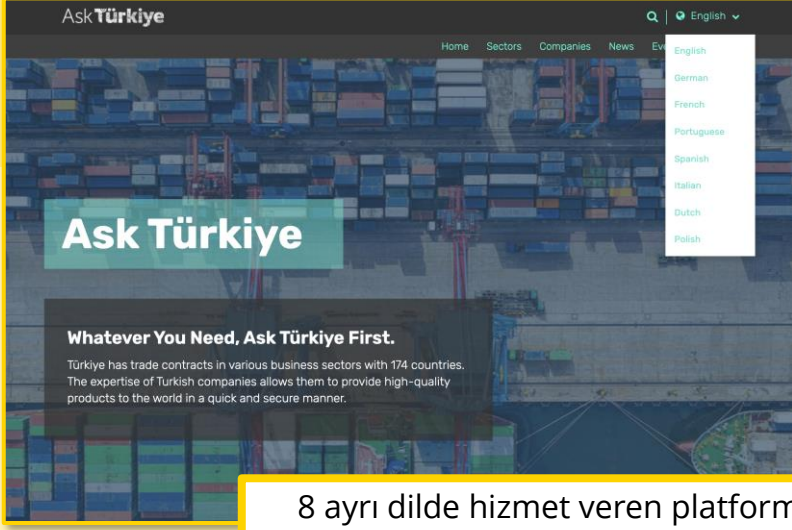 Ask Türkiye
English
Home Sectors Companies News
English
German
French
Portuguese
Spanish
Italian
Dutch
Polish
Ask Türkiye
Whatever You Need, Ask Türkiye First.
Türkiye has trade contracts in various business sectors with 174 countries.
The expertise of Turkish companies allows them to provide high-quality
products to the world in a quick and secure manner.
8 ayrı dilde hizmet veren platform